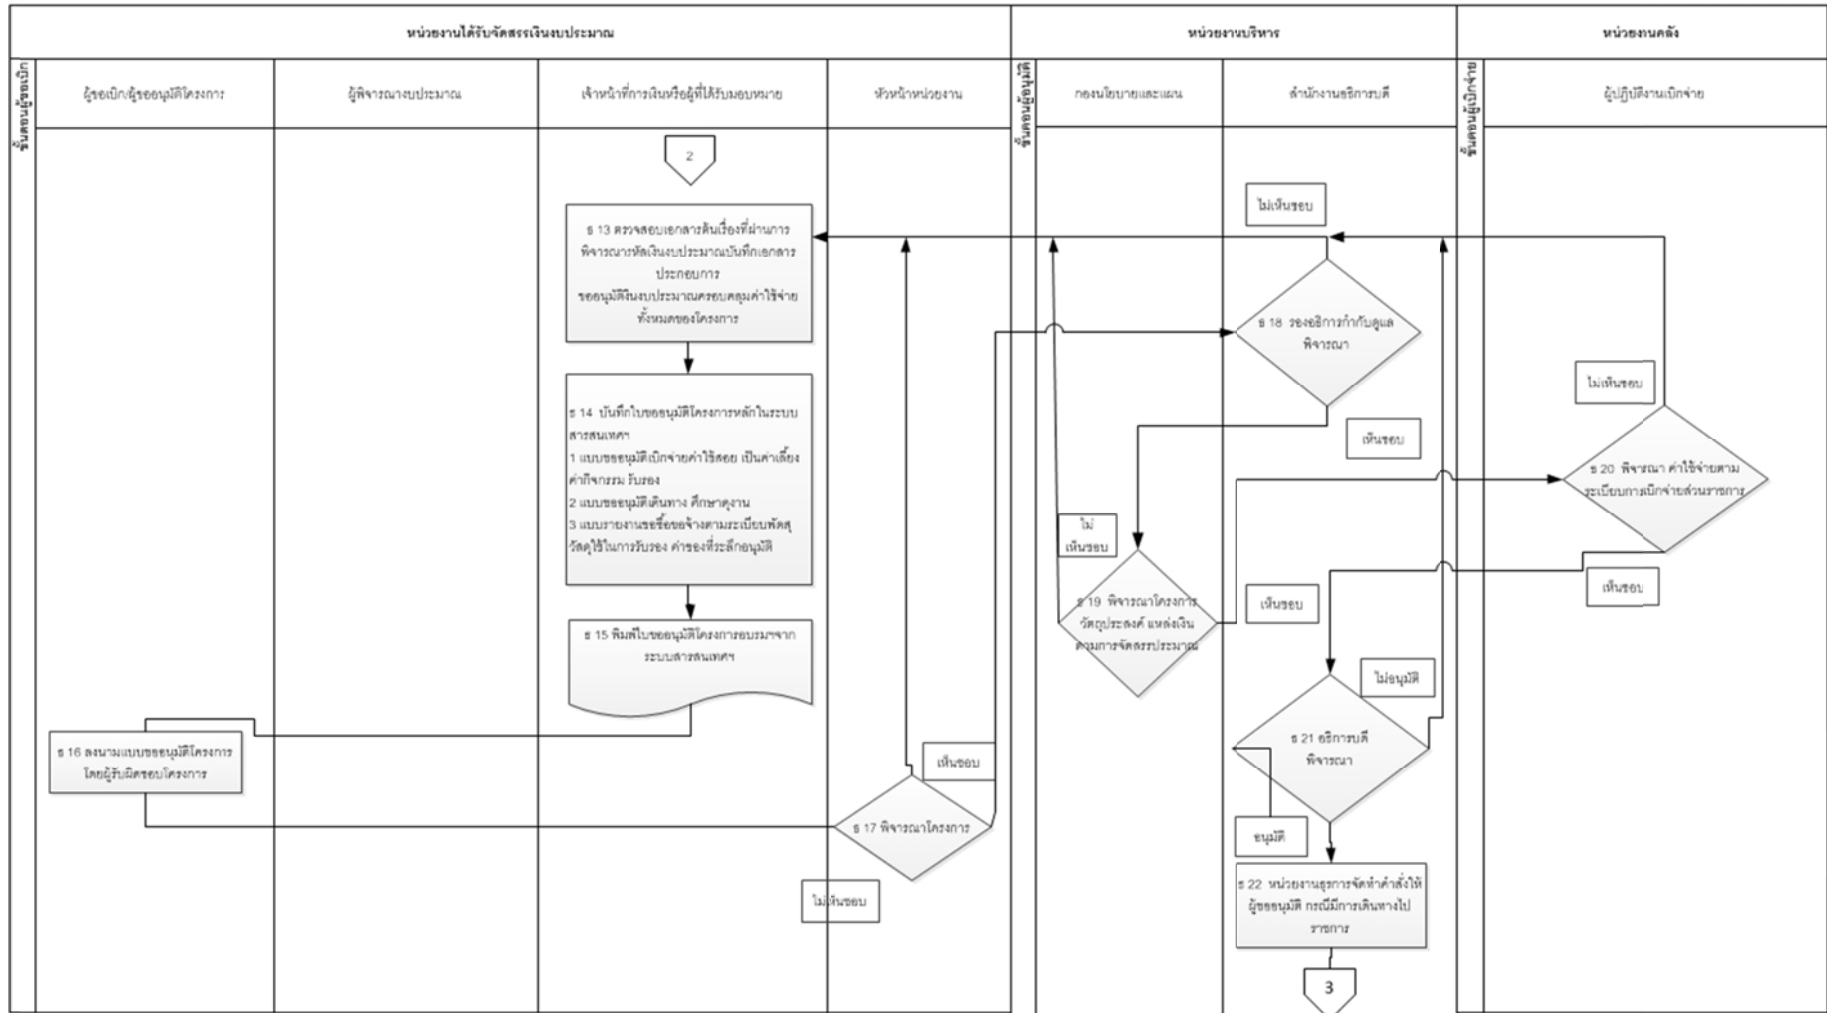 หน่วยงานได้รับจัดสรรเงินงบประมาณ
หน่วยงานบริหาร
หน่วยงานคลัง
ขั้นตอนผู้ขอเบิก
ผู้ขอเบิก/ผู้ขออนุมัติโครงการ
ผู้พิจารณางบประมาณ
เจ้าหน้าที่การเงินหรือผู้ที่ได้รับมอบหมาย
หัวหน้าหน่วยงาน
ขั้นตอนผู้อนุมัติ
กองนโยบายและแผน
สำนักงานอธิการบดี
ขั้นตอนผู้เบิกจ่าย
ผู้ปฏิบัติงานเบิกจ่าย
2
ธ 13 ตรวจสอบเอกสารต้นเรื่องที่ผ่านการ
พิจารณารหัสเงินงบประมาณบันทึกเอกสาร
ประกอบการ
ขออนุมัติเงินงบประมาณครอบคลุมค่าใช้จ่าย
ทั้งหมดของโครงการ
ธ 14 บันทึกใบขออนุมัติโครงการหลักในระบบ
สารสนเทศฯ
1 แบบขออนุมัติเบิกจ่ายค่าใช้สอย เป็นค่าเลี้ยง
ค่ากิจกรรม รับรอง
2 แบบขออนุมัติเดินทาง ศึกษาดูงาน
3 แบบรายงานขอซื้อขอจ้างตามระเบียบพัสดุ
วัสดุใช้ในการรับรอง ค่าของที่ระลึกอนุมัติ
ธ 15 พิมพ์ใบขออนุมัติโครงการอบรมฯจาก
ระบบสารสนเทศฯ
ธ 16 ลงนามแบบขออนุมัติโครงการ
โดยผู้รับผิดชอบโครงการ
เห็นชอบ
ธ 17 พิจารณาโครงการ
ไม่เห็นชอบ
ไม่เห็นชอบ
ธ 18 รองอธิการกำกับดูแล
พิจารณา
เห็นชอบ
ไม่
เห็นชอบ
ธ 19 พิจารณาโครงการ
วัตถุประสงค์ แหล่งเงิน
ตามการจัดสรรประมาณ
เห็นชอบ
ไม่เห็นชอบ
ธ 20 พิจารณา ค่าใช้จ่ายตาม
ระเบียบการเบิกจ่ายส่วนราชการ
เห็นชอบ
ไม่อนุมัติ
ธ 21 อธิการบดี
พิจารณา
อนุมัติ
ธ 22 หน่วยงานธุรการจัดทำคำสั่งให้
ผู้ขออนุมัติ กรณีมีการเดินทางไป
ราชการ
3